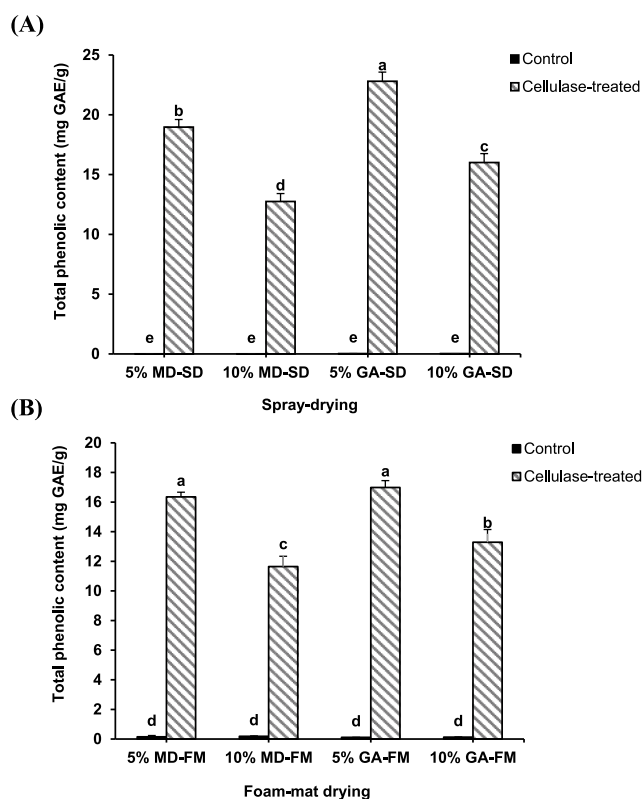 (A)
Total phenolic content (mg GAE/g)
25
20
15
10
5
0
a
b
c
d
e e e e
Control
Cellulase-treated
5% MD-SD 10% MD-SD 5% GA-SD 10% GA-SD
Spray-drying
(B)
Total phenolic content (mg GAE/g)
20
18
16
14
12
10
8
6
4
2
0
a a
b
c
d d d d
Control
Cellulase-treated
5% MD-FM 10% MD-FM 5% GA-FM 10% GA-FM
Foam-mat drying